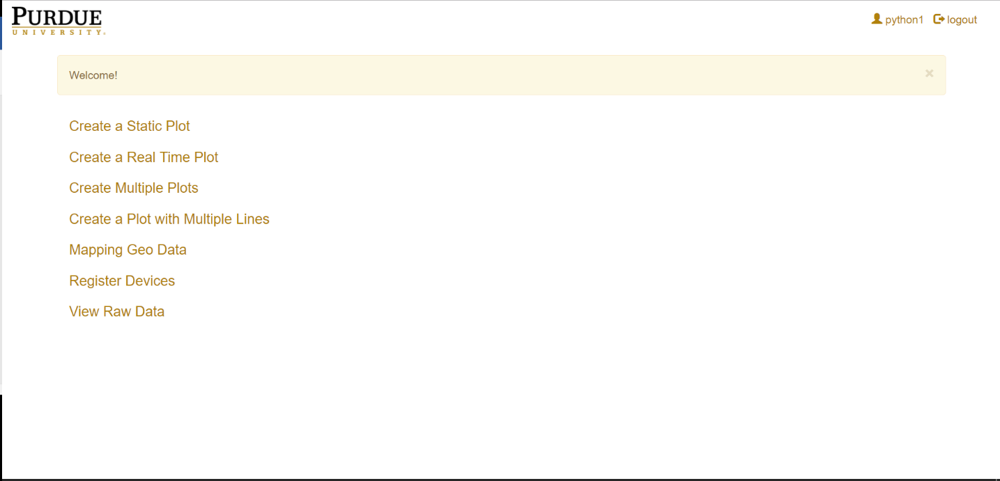 PURDUE
UNIVERSITY.
python1 logout
Welcome!
Create a Static Plot
Create a Real Time Plot
Create Multiple Plots
Create a Plot with Multiple Lines
Mapping Geo Data
Register Devices
View Raw Data